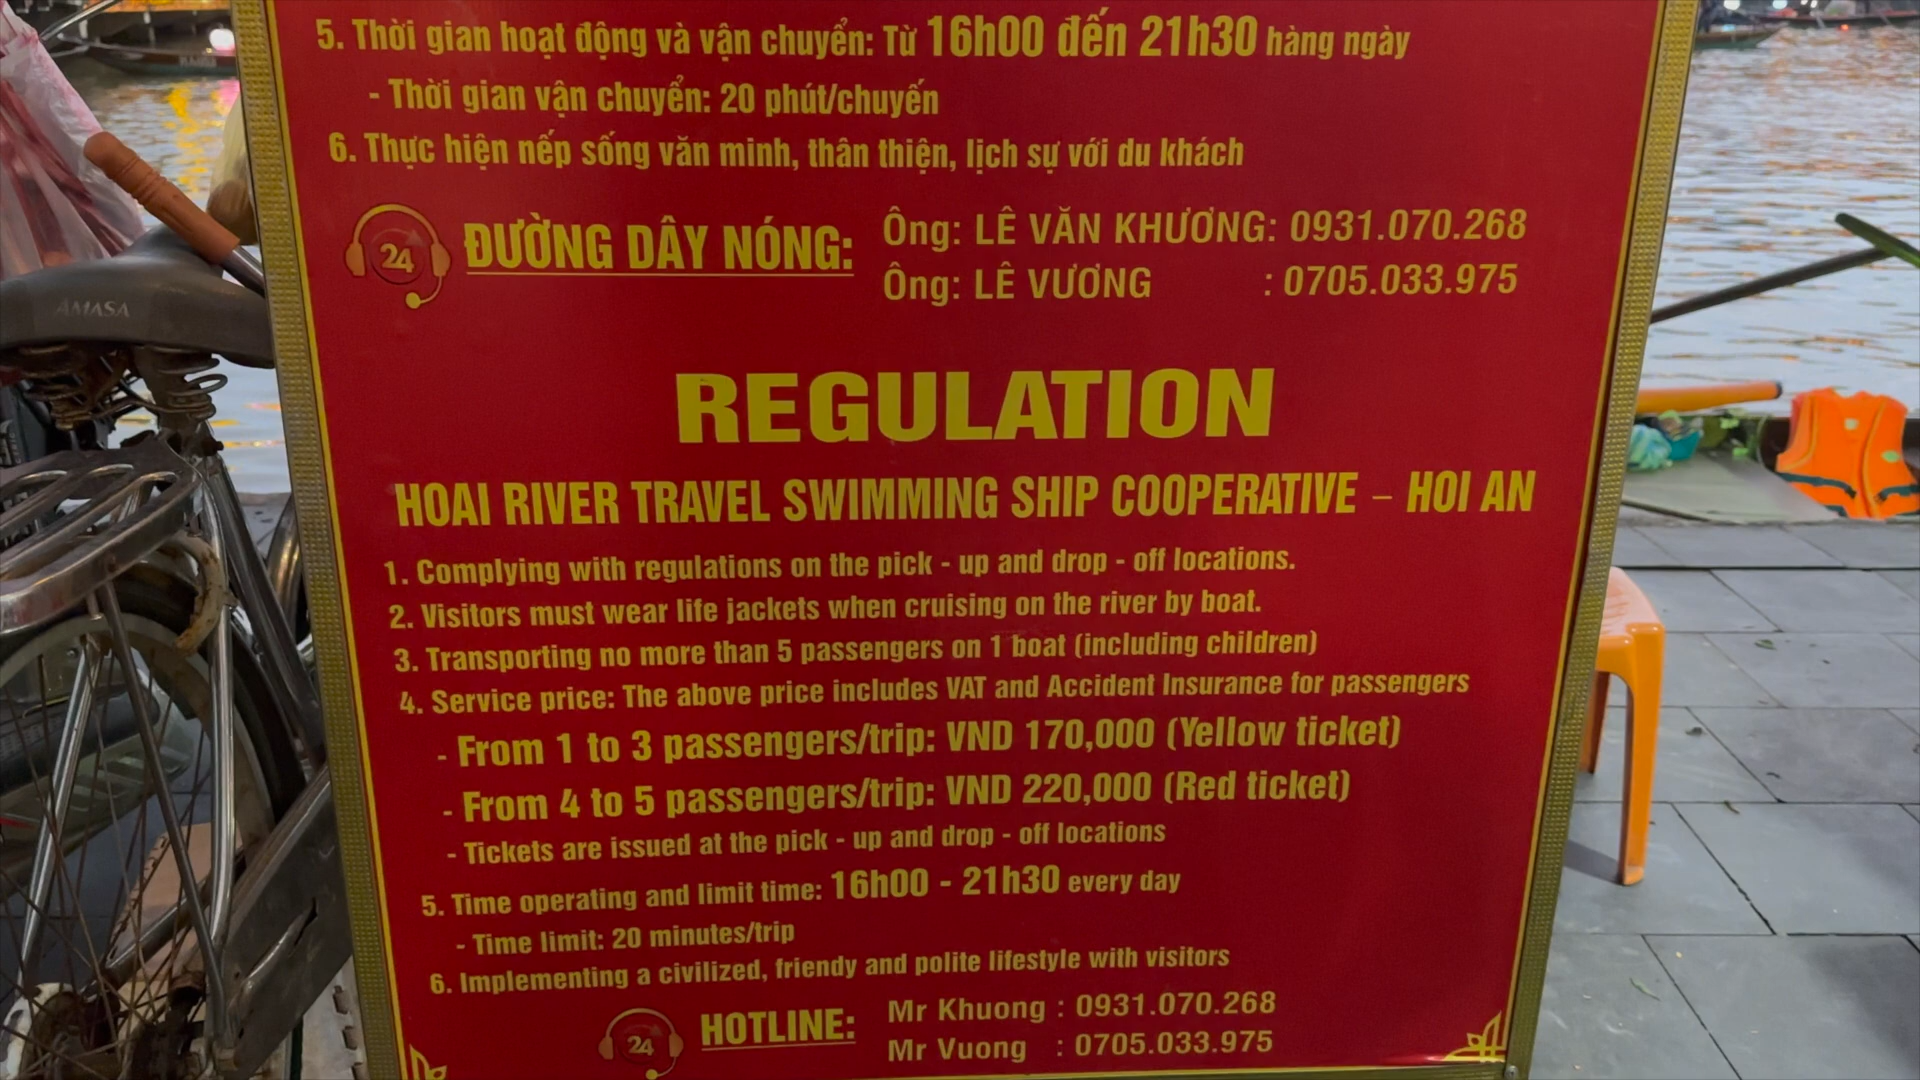 5. Thời gian hoạt động và vận chuyển: Từ 16h00 đến 21h30 hàng ngày
- Thời gian vận chuyển: 20 phút/chuyến
6. Thực hiện nếp sống văn minh, thân thiện, lịch sự với du khách
24
ĐƯỜNG DÂY NÓNG:
Ông: LÊ VĂN KHƯƠNG: 0931.070.268
Ông: LÊ VƯƠNG : 0705.033.975
AMASA
REGULATION
HOAI RIVER TRAVEL SWIMMING SHIP COOPERATIVE – HOI AN
1. Complying with regulations on the pick - up and drop - off locations.
2. Visitors must wear life jackets when cruising on the river by boat.
3. Transporting no more than 5 passengers on 1 boat (including children)
4. Service price: The above price includes VAT and Accident Insurance for passengers
- From 1 to 3 passengers/trip: VND 170,000 (Yellow ticket)
- From 4 to 5 passengers/trip: VND 220,000 (Red ticket)
- Tickets are issued at the pick - up and drop - off locations
5. Time operating and limit time: 16h00 - 21h30 every day
- Time limit: 20 minutes/trip
6. Implementing a civilized, friendy and polite lifestyle with visitors
24
HOTLINE:
Mr Khuong : 0931.070.268
Mr Vuong : 0705.033.975